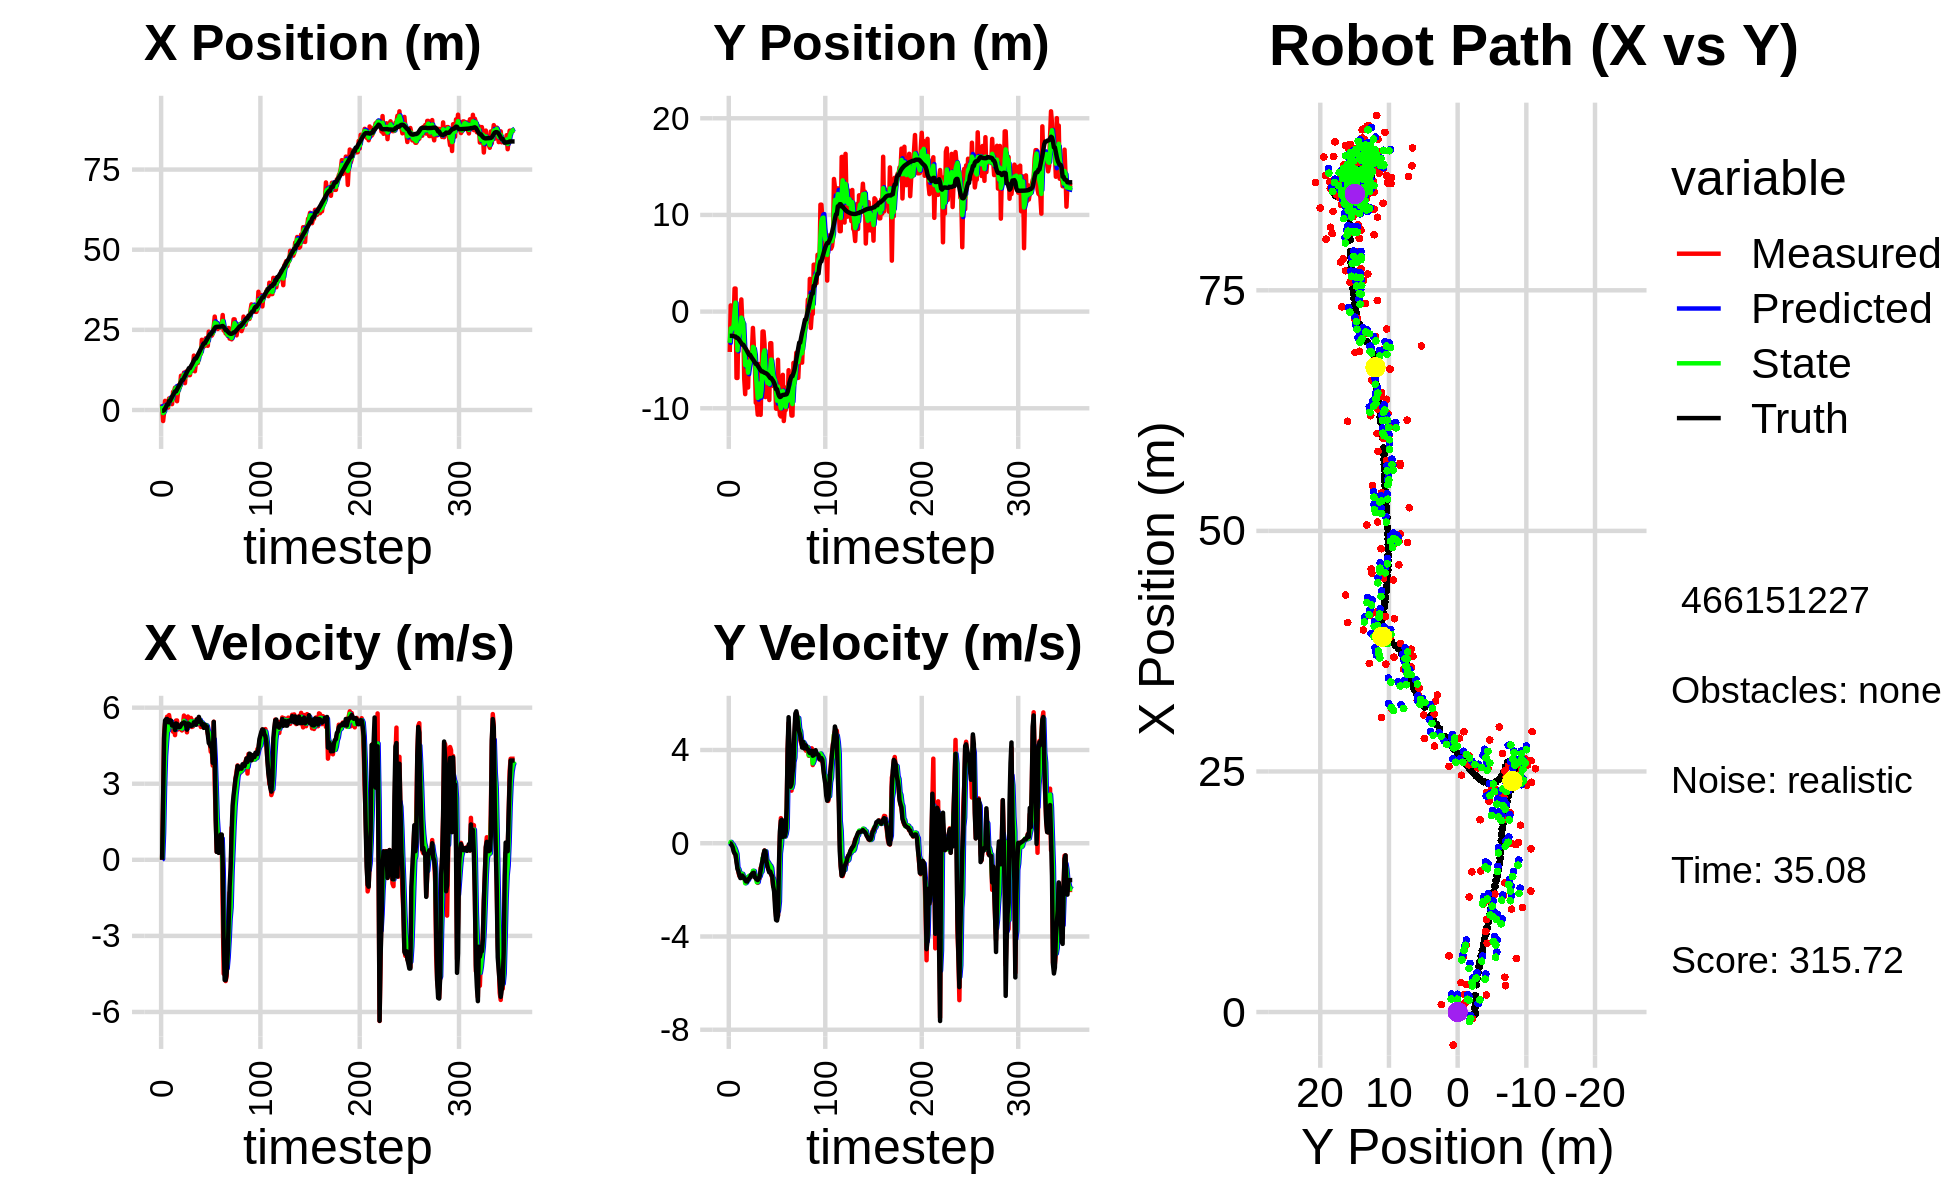 X Position (m)
75
50
25
0
0 100 200 300
timestep
Y Position (m)
20
10
0
-10
0 100 200 300
timestep
X Velocity (m/s)
6
3
0
-3
-6
0 100 200 300
timestep
Y Velocity (m/s)
4
0
-4
-8
0 100 200 300
timestep
Robot Path (X vs Y)
X Position (m)
75
50
25
0
20 10 0 -10 -20
Y Position (m)
variable
Measured
Predicted
State
Truth
466151227
Obstacles: none
Noise: realistic
Time: 35.08
Score: 315.72